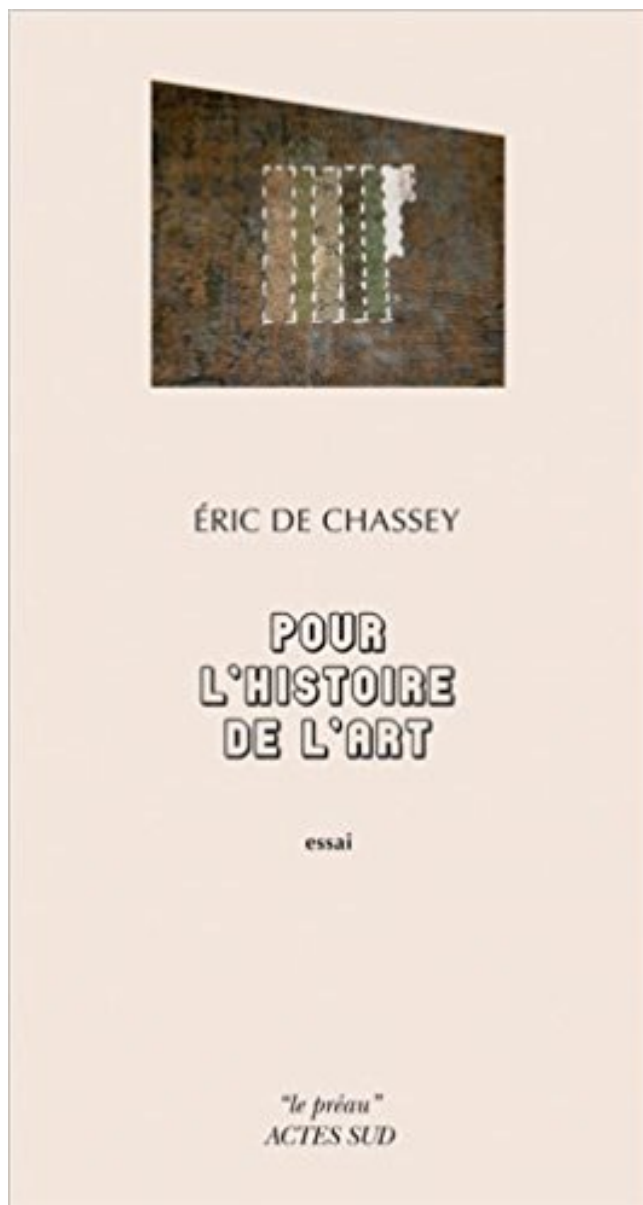 ÉRIC DE CHASSEY
POUR
L'HISTOIRE
DE L'ART
essai
"le préau"
ACTES SUD